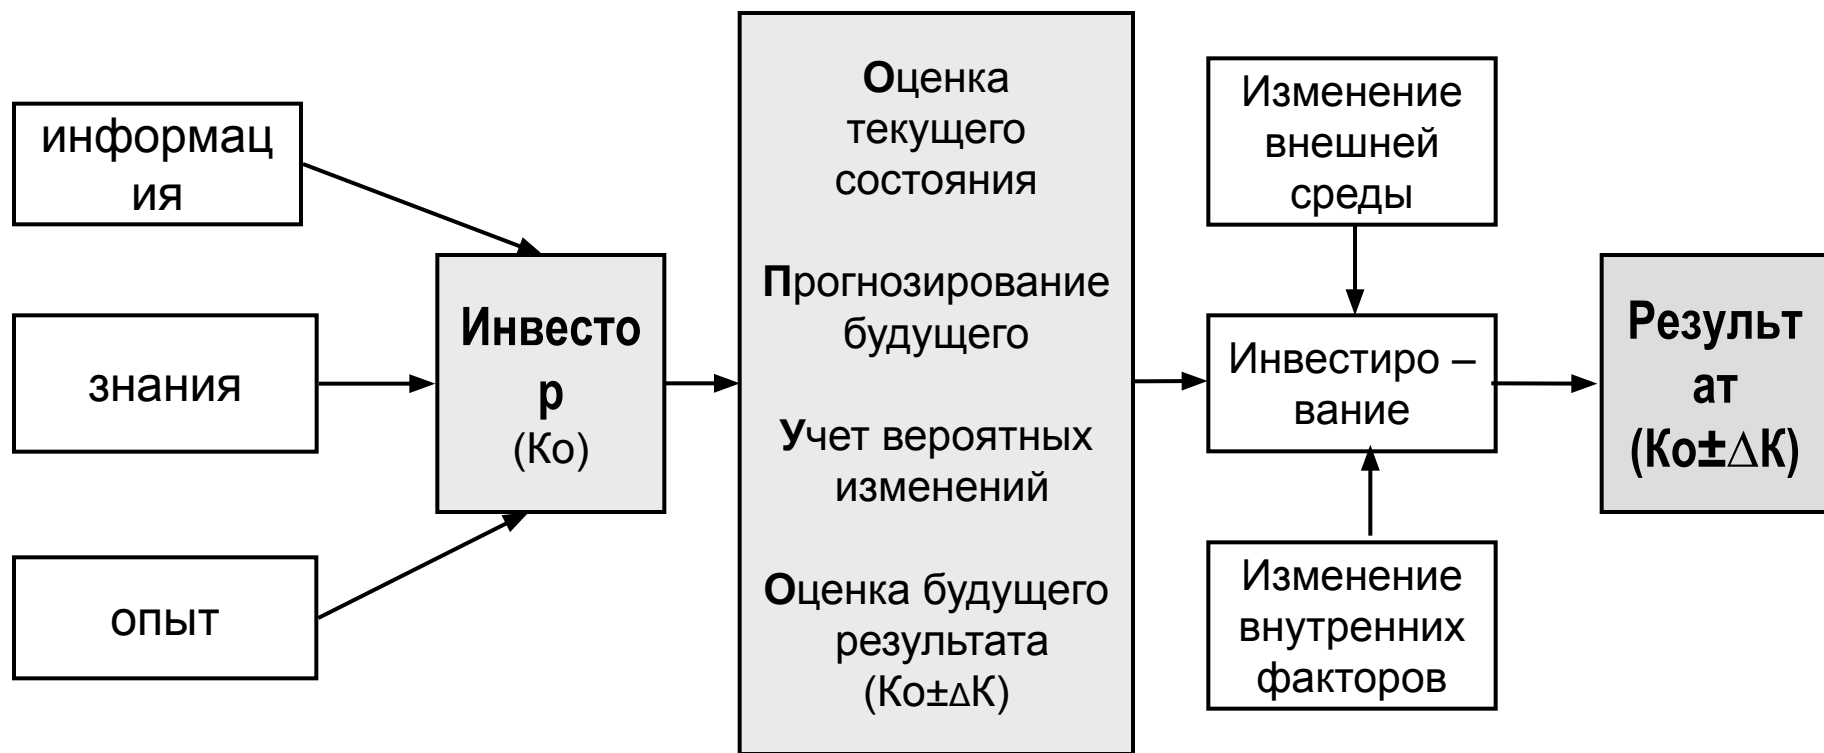 информац
ия
знания
опыт
Инвесто
р
(Ко)
Оценка
текущего
состояния
Прогнозирование
будущего
Учет вероятных
изменений
Оценка будущего
результата
(Ко±∆К)
Изменение
внешней
среды
Инвестиро –
вание
Изменение
внутренних
факторов
Результ
ат
(Ко±∆К)